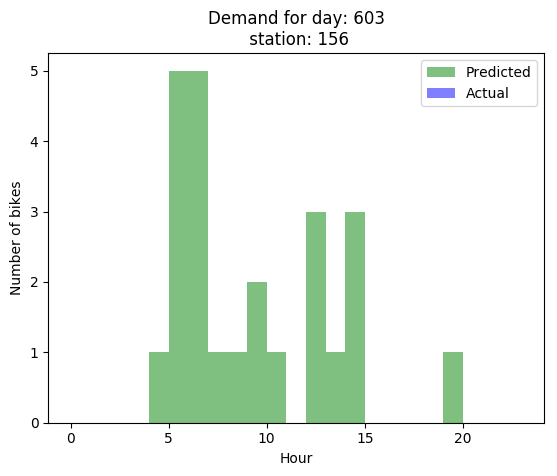 Demand for day: 603
station: 156
Predicted
Actual
5
4
3
2
1
0
Number of bikes
0 5 10 15 20
Hour